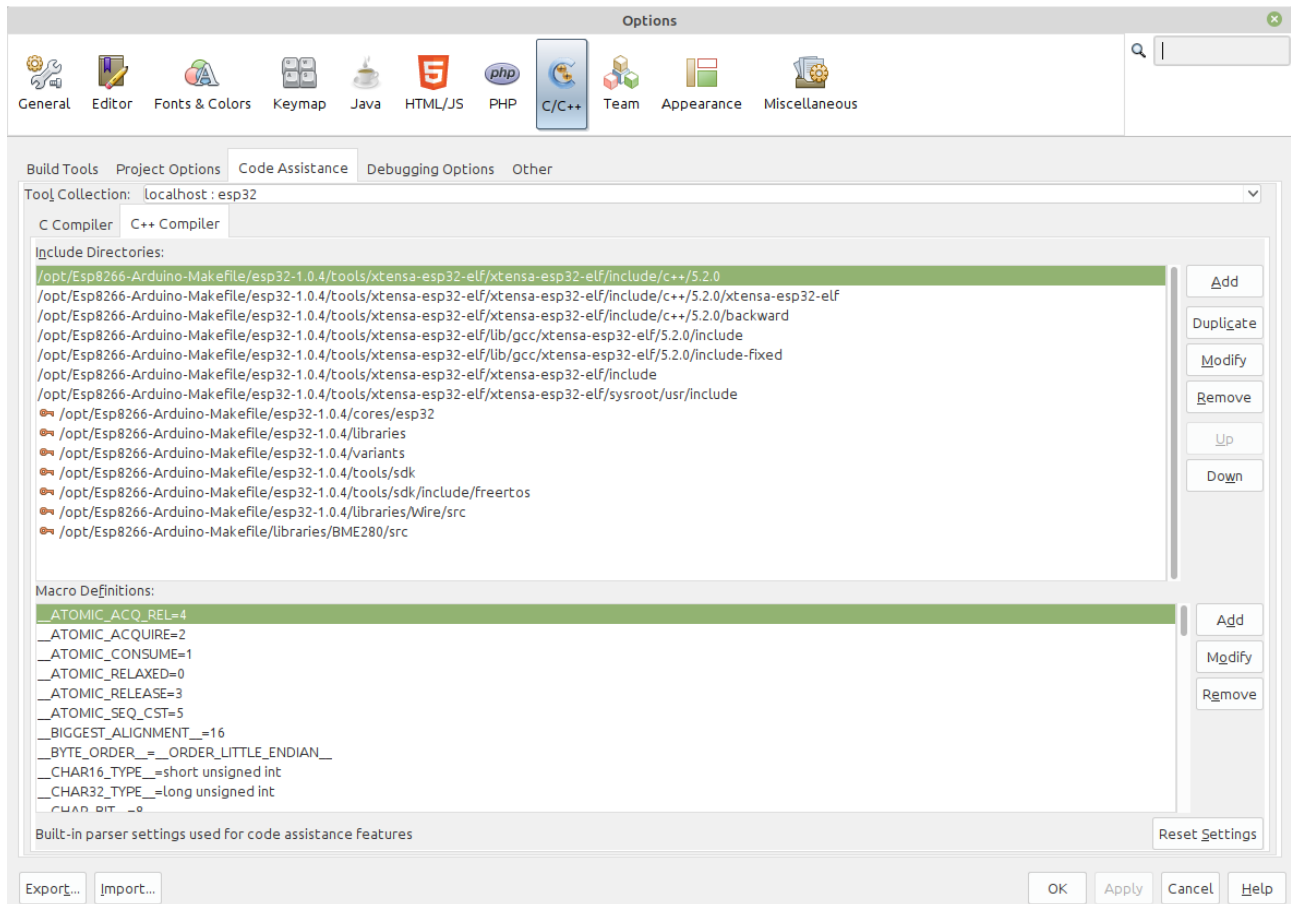 Options
General Editor Fonts & Colors Keymap Java HTML/JS PHP C/C++ Team Appearance Miscellaneous
Build Tools Project Options Code Assistance Debugging Options Other
Tool Collection: localhost : esp32
C Compiler C++ Compiler
Include Directories:
/opt/Esp8266-Arduino-Makefile/esp32-1.0.4/tools/xtensa-esp32-elf/xtensa-esp32-elf/include/c++/5.2.0
/opt/Esp8266-Arduino-Makefile/esp32-1.0.4/tools/xtensa-esp32-elf/xtensa-esp32-elf/include/c++/5.2.0/xtensa-esp32-elf
/opt/Esp8266-Arduino-Makefile/esp32-1.0.4/tools/xtensa-esp32-elf/xtensa-esp32-elf/include/c++/5.2.0/backward
/opt/Esp8266-Arduino-Makefile/esp32-1.0.4/tools/xtensa-esp32-elf/lib/gcc/xtensa-esp32-elf/5.2.0/include
/opt/Esp8266-Arduino-Makefile/esp32-1.0.4/tools/xtensa-esp32-elf/lib/gcc/xtensa-esp32-elf/5.2.0/include-fixed
/opt/Esp8266-Arduino-Makefile/esp32-1.0.4/tools/xtensa-esp32-elf/xtensa-esp32-elf/include
/opt/Esp8266-Arduino-Makefile/esp32-1.0.4/tools/xtensa-esp32-elf/xtensa-esp32-elf/sysroot/usr/include
/opt/Esp8266-Arduino-Makefile/esp32-1.0.4/cores/esp32
/opt/Esp8266-Arduino-Makefile/esp32-1.0.4/libraries
/opt/Esp8266-Arduino-Makefile/esp32-1.0.4/variants
/opt/Esp8266-Arduino-Makefile/esp32-1.0.4/tools/sdk
/opt/Esp8266-Arduino-Makefile/esp32-1.0.4/tools/sdk/include/freertos
/opt/Esp8266-Arduino-Makefile/esp32-1.0.4/libraries/Wire/src
/opt/Esp8266-Arduino-Makefile/libraries/BME280/src
Add
Duplicate
Modify
Remove
Up
Down
Macro Definitions:
__ATOMIC_ACQ_REL=4
__ATOMIC_ACQUIRE=2
__ATOMIC_CONSUME=1
__ATOMIC_RELAXED=0
__ATOMIC_RELEASE=3
__ATOMIC_SEQ_CST=5
__BIGGEST_ALIGNMENT__=16
__BYTE_ORDER__=__ORDER_LITTLE_ENDIAN__
__CHAR16_TYPE__=short unsigned int
__CHAR32_TYPE__=long unsigned int
__CHAR_BIT__=8
Add
Modify
Remove
Built-in parser settings used for code assistance features
Reset Settings
Export... Import... OK Apply Cancel Help